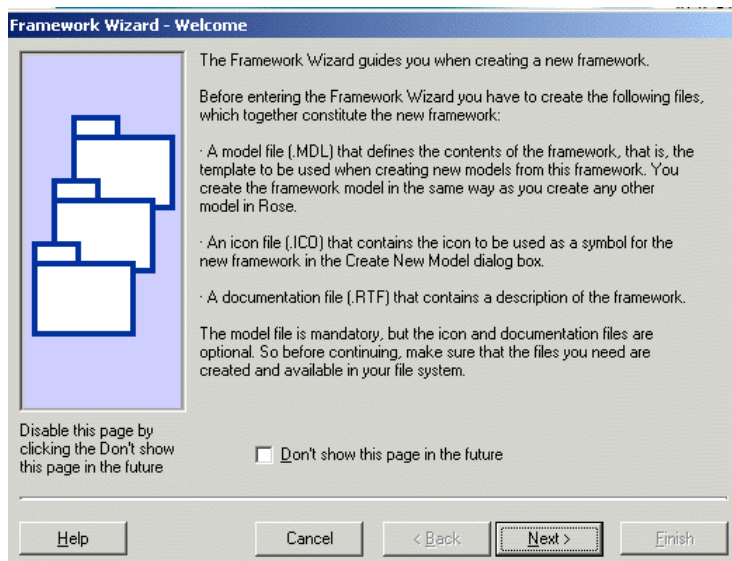 Framework Wizard - Welcome
The Framework Wizard guides you when creating a new framework.
Before entering the Framework Wizard you have to create the following files,
which together constitute the new framework:
· A model file (.MDL) that defines the contents of the framework, that is, the
template to be used when creating new models from this framework. You
create the framework model in the same way as you create any other
model in Rose.
· An icon file (.ICO) that contains the icon to be used as a symbol for the
new framework in the Create New Model dialog box.
· A documentation file (.RTF) that contains a description of the framework.
The model file is mandatory, but the icon and documentation files are
optional. So before continuing, make sure that the files you need are
created and available in your file system.
Disable this page by
clicking the Don't show
this page in the future
Don't show this page in the future
Help
Cancel
< Back
Next >
Finish